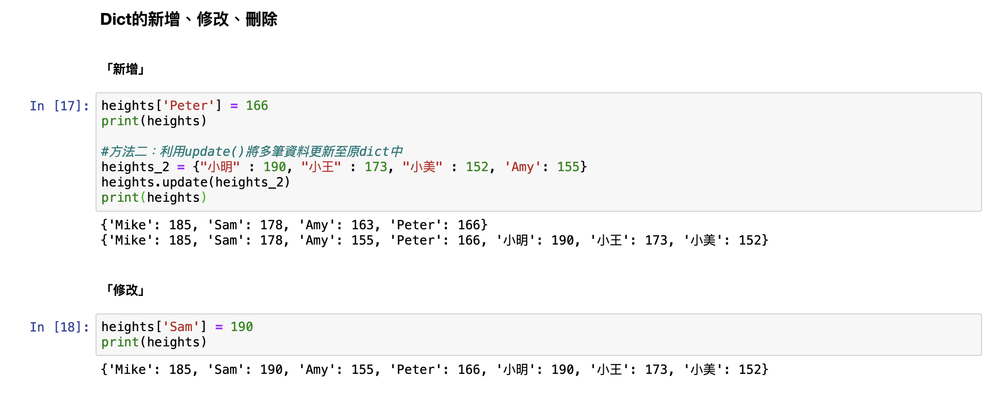 Dict的新增、修改、刪除
「新增」
In [17]: heights['Peter'] = 166
print(heights)
#方法二：利用update()將多筆資料更新至原dict中
heights_2 = {"小明" : 190, "小王" : 173, "小美" : 152, 'Amy': 155}
heights.update(heights_2)
print(heights)
{'Mike': 185, 'Sam': 178, 'Amy': 163, 'Peter': 166}
{'Mike': 185, 'Sam': 178, 'Amy': 155, 'Peter': 166, '小明': 190, '小王': 173, '小美': 152}
「修改」
In [18]: heights['Sam'] = 190
print(heights)
{'Mike': 185, 'Sam': 190, 'Amy': 155, 'Peter': 166, '小明': 190, '小王': 173, '小美': 152}